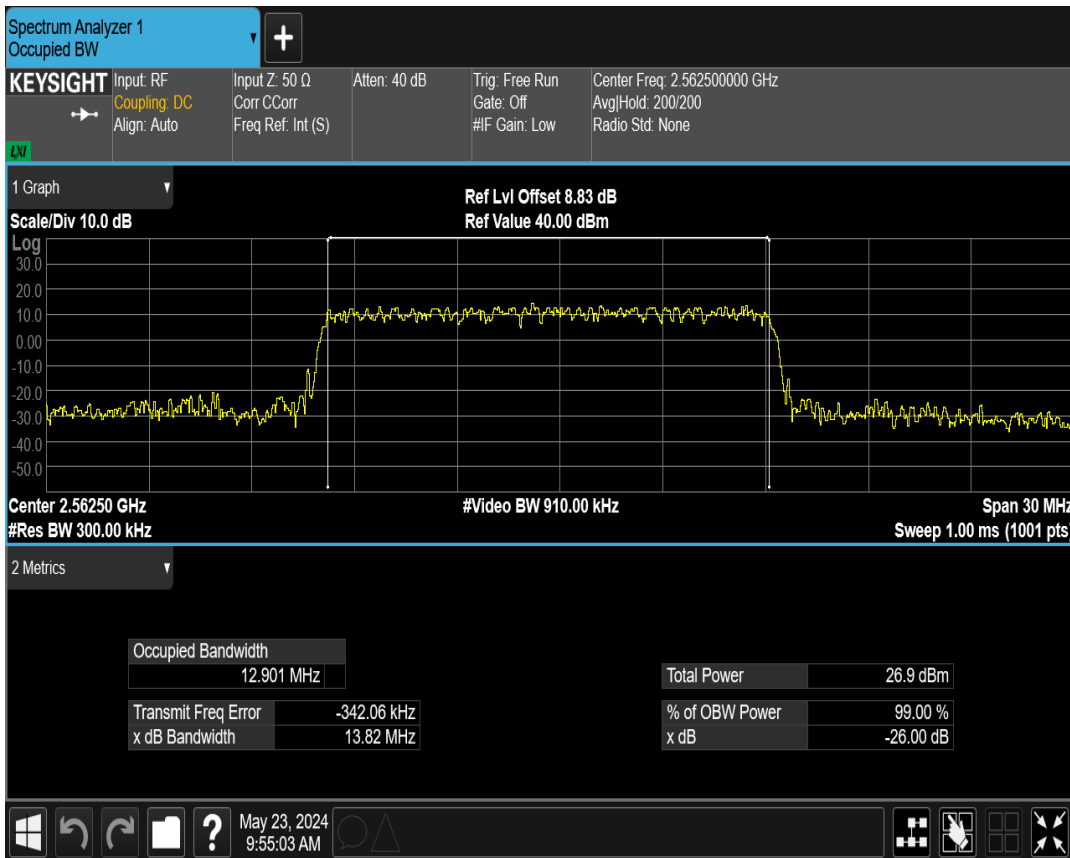 Spectrum Analyzer 1
Occupied BW
KEYSIGHT
LXI
Input: RF
Coupling: DC
Align: Auto
Input Z: 50 Ω
Corr CCorr
Freq Ref: Int (S)
Atten: 40 dB
Trig: Free Run
Gate: Off
#IF Gain: Low
Center Freq: 2.562500000 GHz
Avg|Hold: 200/200
Radio Std: None
1 Graph
Scale/Div 10.0 dB
Ref Lvl Offset 8.83 dB
Ref Value 40.00 dBm
Log
30.0
20.0
10.0
0.00
-10.0
-20.0
-30.0
-40.0
-50.0
Center 2.56250 GHz
#Video BW 910.00 kHz
Span 30 MHz
#Res BW 300.00 kHz
Sweep 1.00 ms (1001 pts)
2 Metrics
Occupied Bandwidth
12.901 MHz
Total Power 26.9 dBm
Transmit Freq Error -342.06 kHz
% of OBW Power 99.00 %
x dB Bandwidth 13.82 MHz
x dB -26.00 dB
?
May 23, 2024
9:55:03 AM